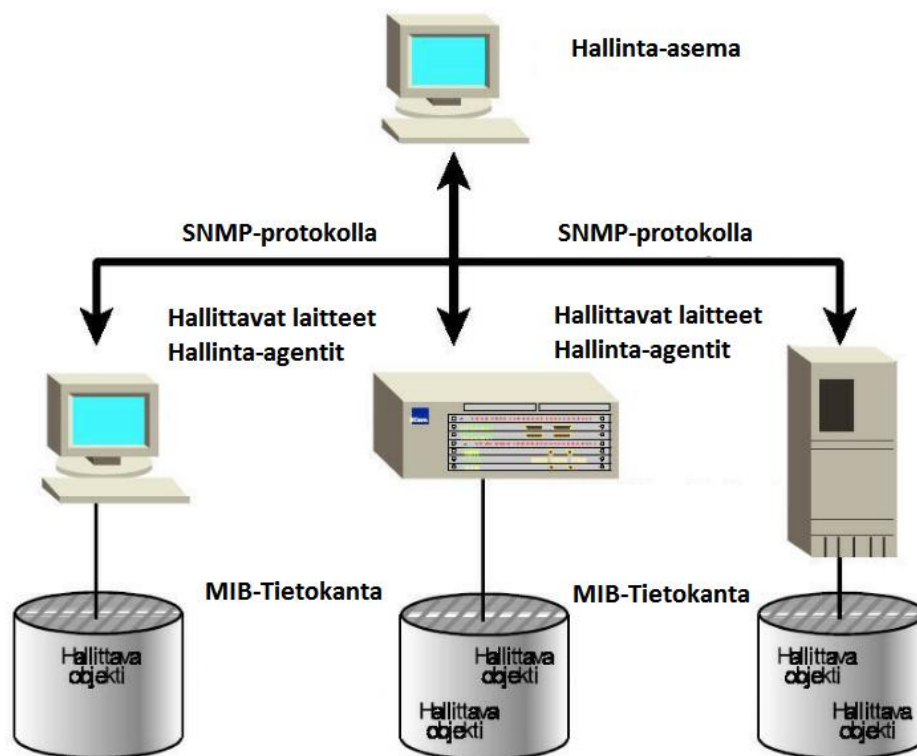 Hallinta-asema
SNMP-protokolla
SNMP-protokolla
Hallittavat laitteet
Hallinta-agentit
Hallittavat laitteet
Hallinta-agentit
MIB-Tietokanta
MIB-Tietokanta
Hallittava
objekti
Hallittava
objekti
Hallittava
objekti
Hallittava
objekti
Hallittava
objekti